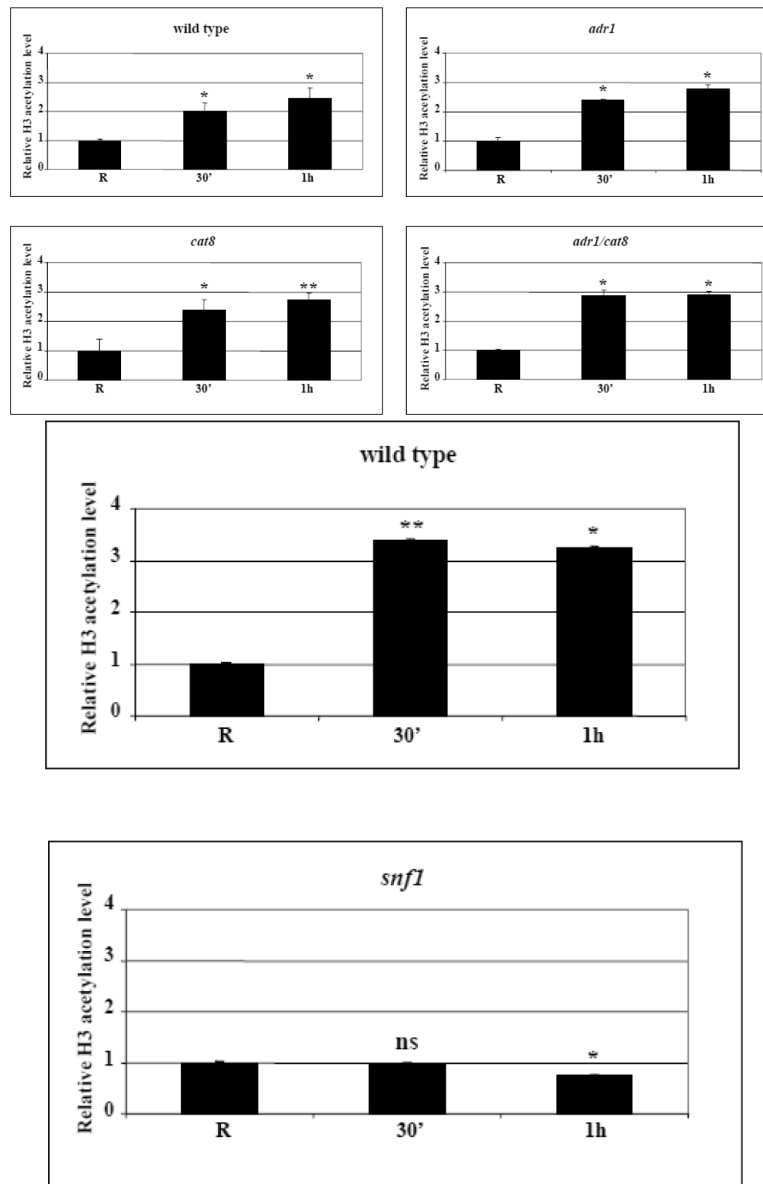 wild type
Relative H3 acetylation level
4
3
2
1
0
*
*
R 30' 1h
adr1
Relative H3 acetylation level
4
3
2
1
0
*
*
R 30' 1h
cat8
Relative H3 acetylation level
4
3
2
1
0
*
**
R 30' 1h
adr1/cat8
Relative H3 acetylation level
4
3
2
1
0
*
*
R 30' 1h
wild type
Relative H3 acetylation level
4
3
2
1
0
**
*
R 30' 1h
snf1
Relative H3 acetylation level
4
3
2
1
0
ns
*
R 30' 1h